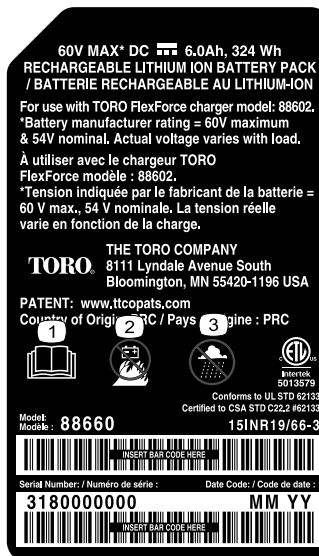 60V MAX* DC 6.0Ah, 324 Wh
RECHARGEABLE LITHIUM ION BATTERY PACK
/ BATTERIE RECHARGEABLE AU LITHIUM-ION
For use with TORO FlexForce charger model: 88602.
*Battery manufacturer rating = 60V maximum
& 54V nominal. Actual voltage varies with load.
À utiliser avec le chargeur TORO
FlexForce modèle : 88602.
*Tension indiquée par le fabricant de la batterie =
60 V max., 54 V nominale. La tension réelle
varie en fonction de la charge.
TORO.
THE TORO COMPANY
8111 Lyndale Avenue South
Bloomington, MN 55420-1196 USA
PATENT: www.ttcopats.com
Country of Origi PRC / Pays gine : PRC
1 2 3
C ETL US
Intertek
5013579
Conforms to UL STD 62133
Certified to CSA STD C22.2 #62133
Model:
Modèle : 88660 15INR19/66-3
INSERT BAR CODE HERE
Serial Number: / Numéro de série : Date Code: / Code de date :
3180000000 MM YY
INSERT BAR CODE HERE